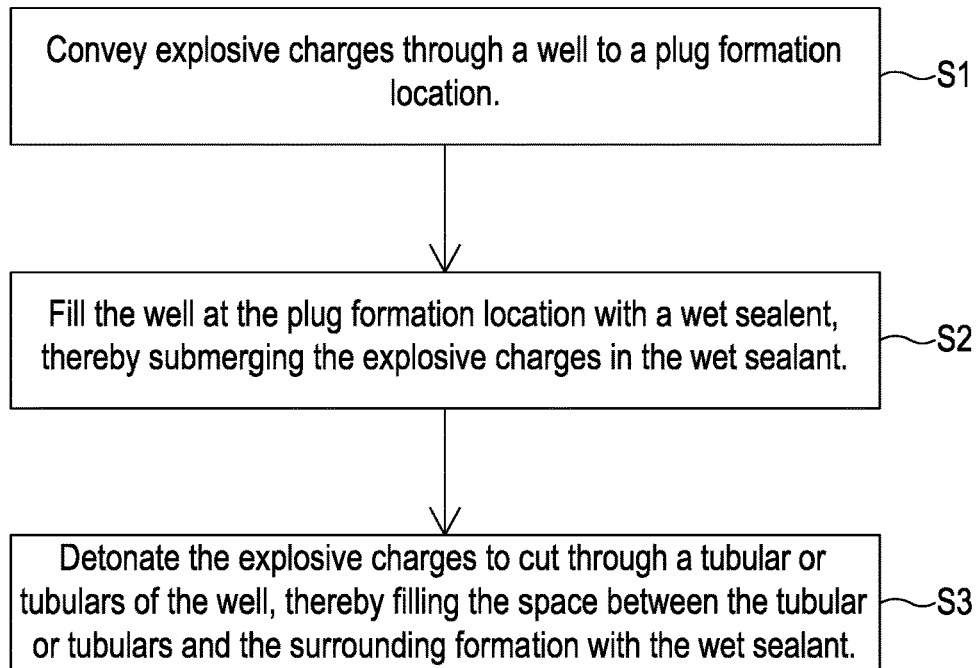 Convey explosive charges through a well to a plug formation
location.
S1
Fill the well at the plug formation location with a wet sealent,
thereby submerging the explosive charges in the wet sealant.
S2
Detonate the explosive charges to cut through a tubular or
tubulars of the well, thereby filling the space between the tubular
or tubulars and the surrounding formation with the wet sealant.
S3